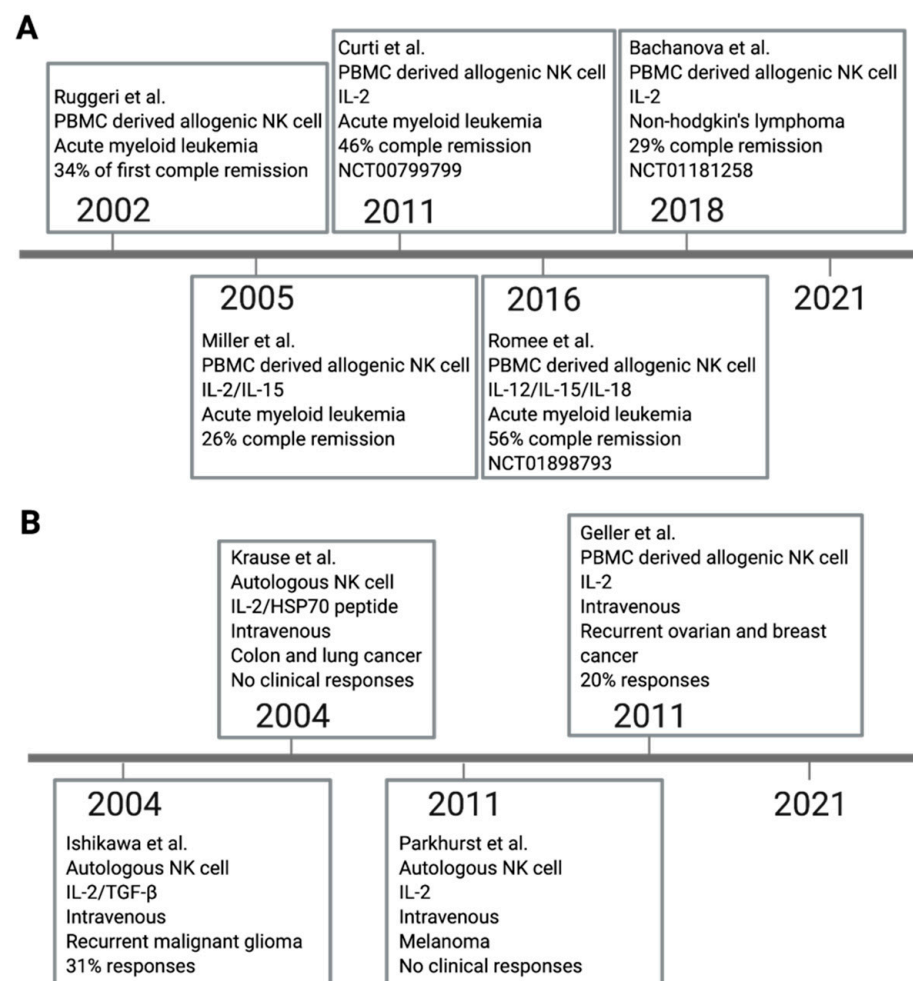 A
Ruggeri et al.
PBMC derived allogenic NK cell
Acute myeloid leukemia
34% of first comple remission
2002
Curti et al.
PBMC derived allogenic NK cell
IL-2
Acute myeloid leukemia
46% comple remission
NCT00799799
2011
Bachanova et al.
PBMC derived allogenic NK cell
IL-2
Non-hodgkin's lymphoma
29% comple remission
NCT01181258
2018
2005
Miller et al.
PBMC derived allogenic NK cell
IL-2/IL-15
Acute myeloid leukemia
26% comple remission
2016
Romee et al.
PBMC derived allogenic NK cell
IL-12/IL-15/IL-18
Acute myeloid leukemia
56% comple remission
NCT01898793
2021
B
Krause et al.
Autologous NK cell
IL-2/HSP70 peptide
Intravenous
Colon and lung cancer
No clinical responses
2004
Geller et al.
PBMC derived allogenic NK cell
IL-2
Intravenous
Recurrent ovarian and breast
cancer
20% responses
2011
2004
Ishikawa et al.
Autologous NK cell
IL-2/TGF-β
Intravenous
Recurrent malignant glioma
31% responses
2011
Parkhurst et al.
Autologous NK cell
IL-2
Intravenous
Melanoma
No clinical responses
2021